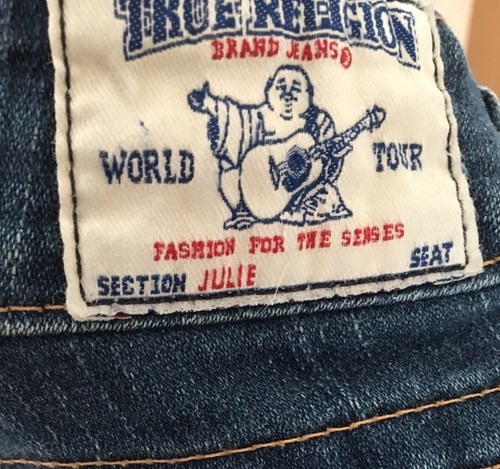 TRUE RELIGION
BRAND JEANS®
WORLD TOUR
FASHION FOR THE SENSES
SECTION JULIE SEAT